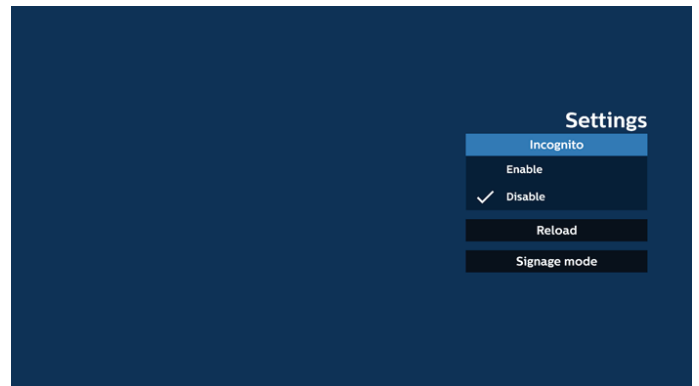 Settings
Incognito
Enable
Disable
Reload
Signage mode